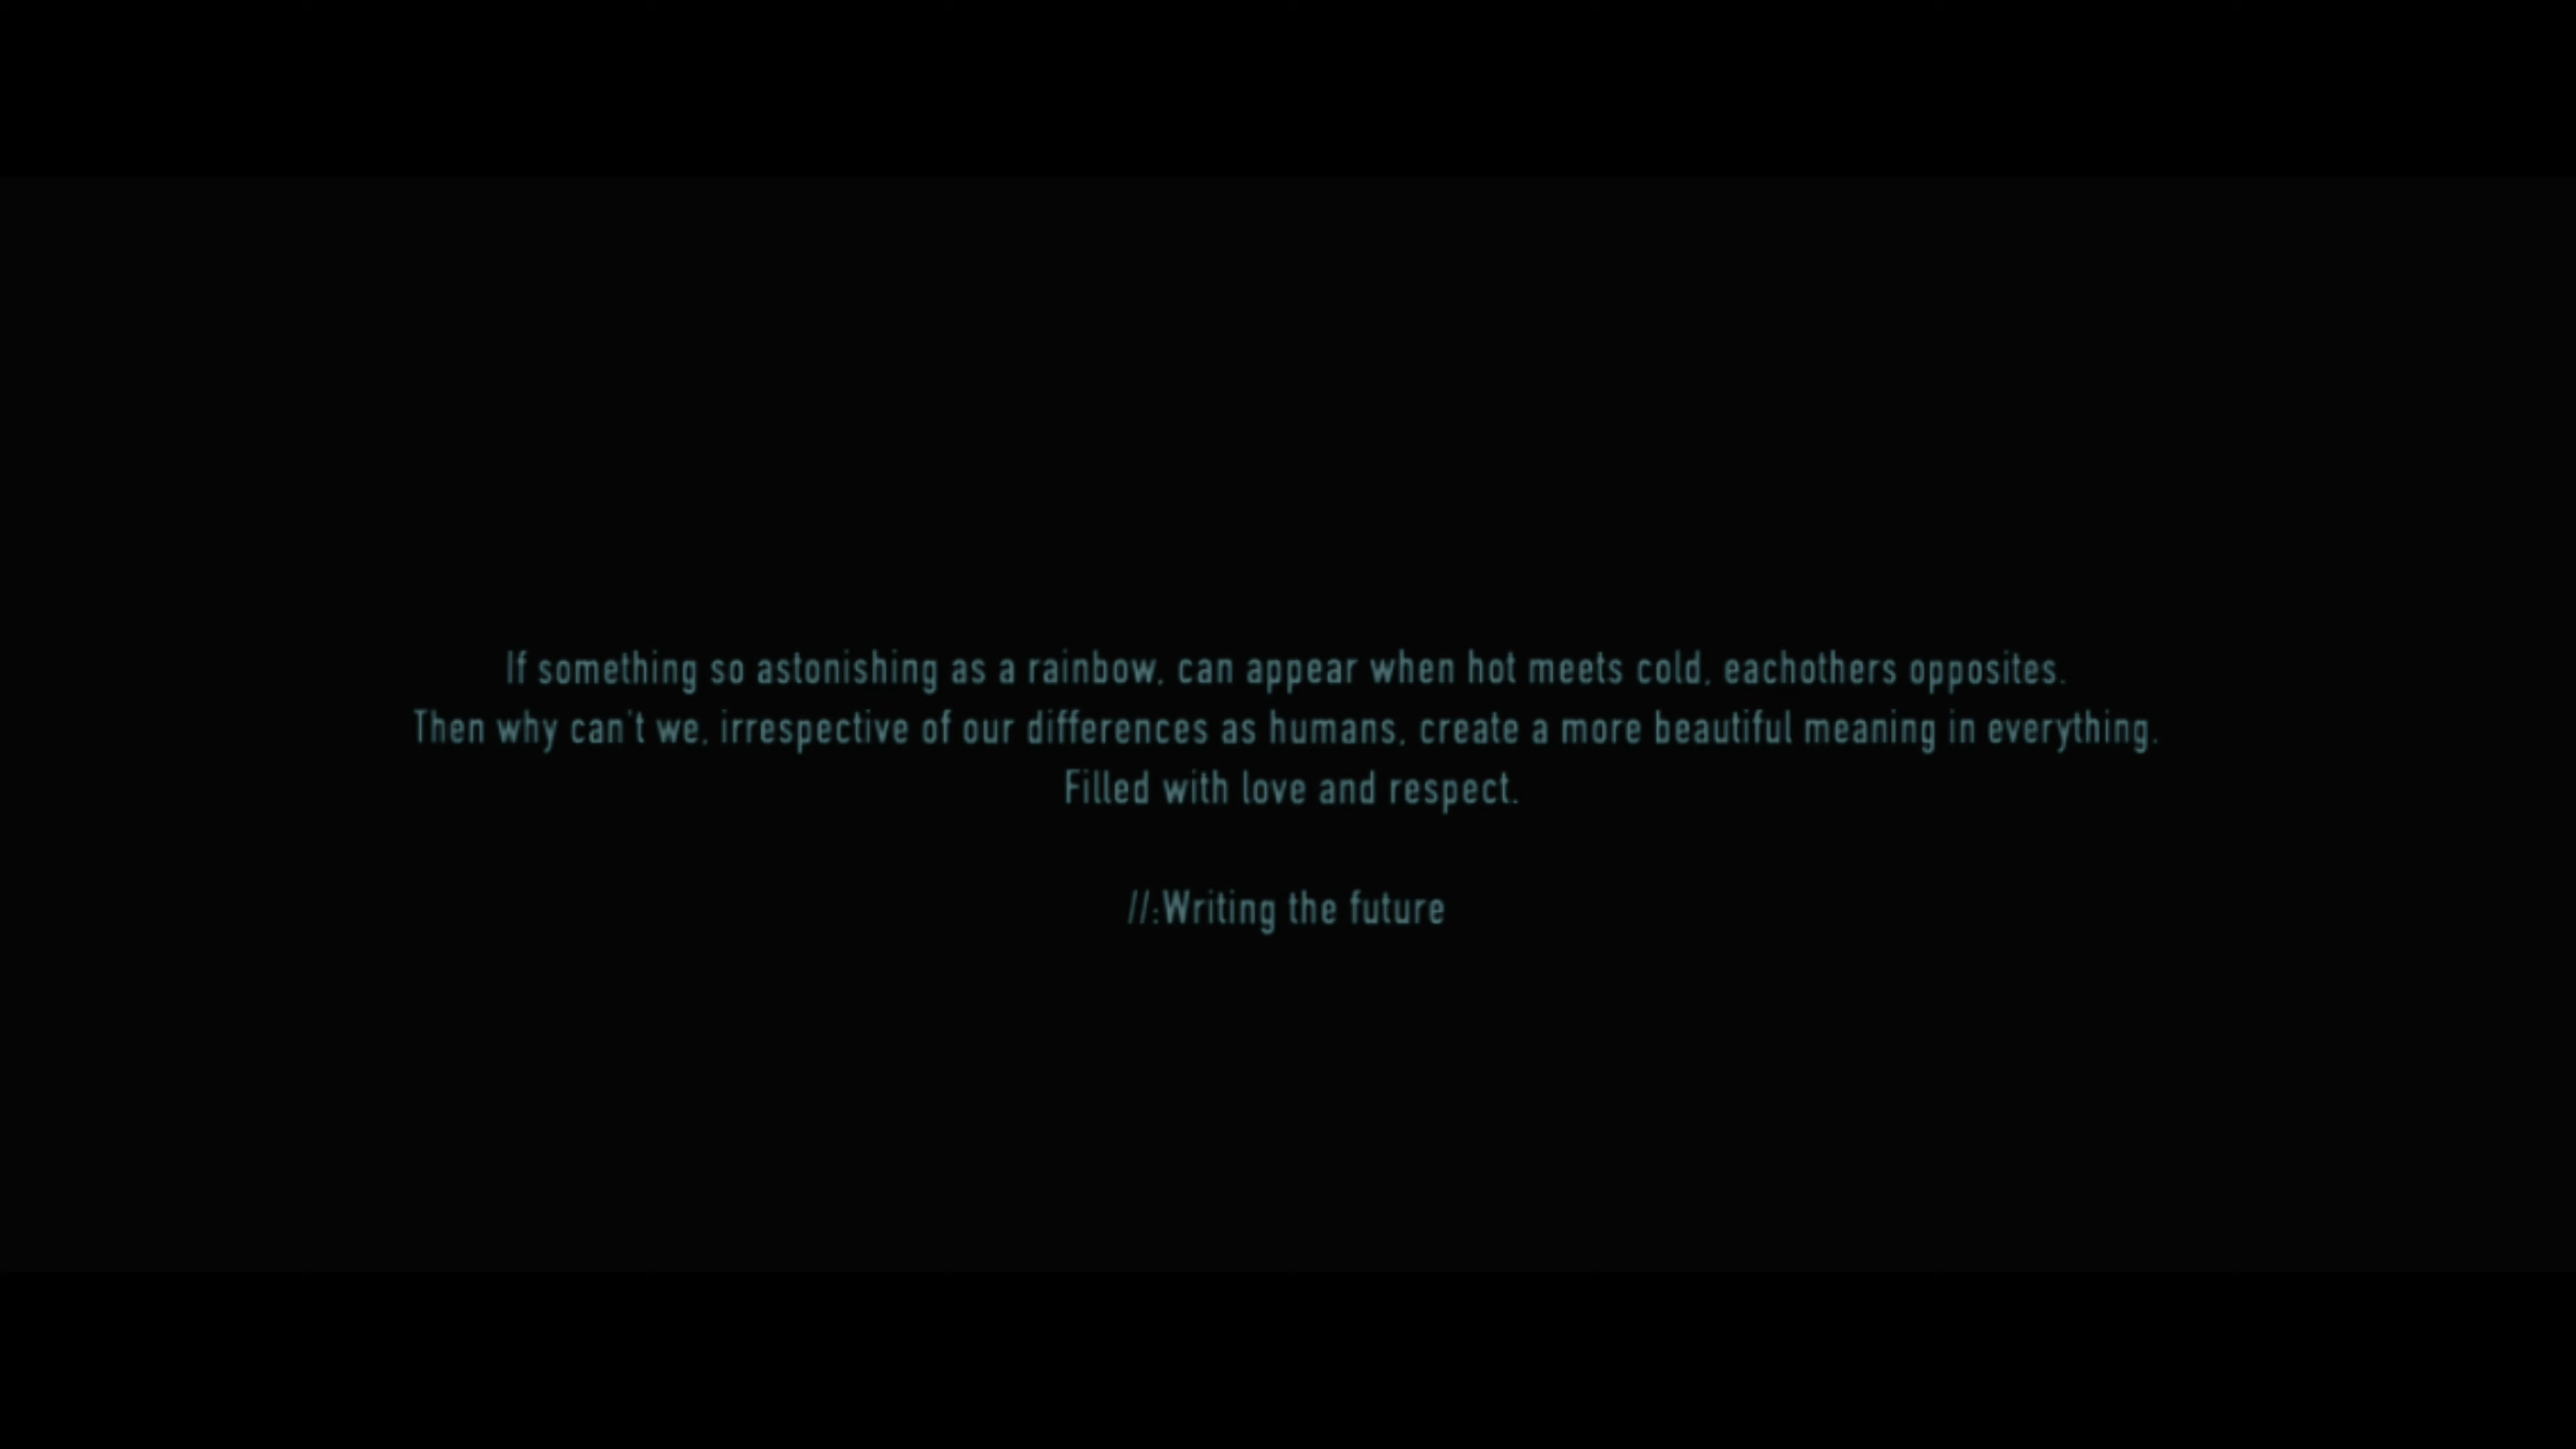 If something so astonishing as a rainbow, can appear when hot meets cold, eachothers opposites.
Then why can't we, irrespective of our differences as humans, create a more beautiful meaning in everything.
Filled with love and respect.
//:Writing the future